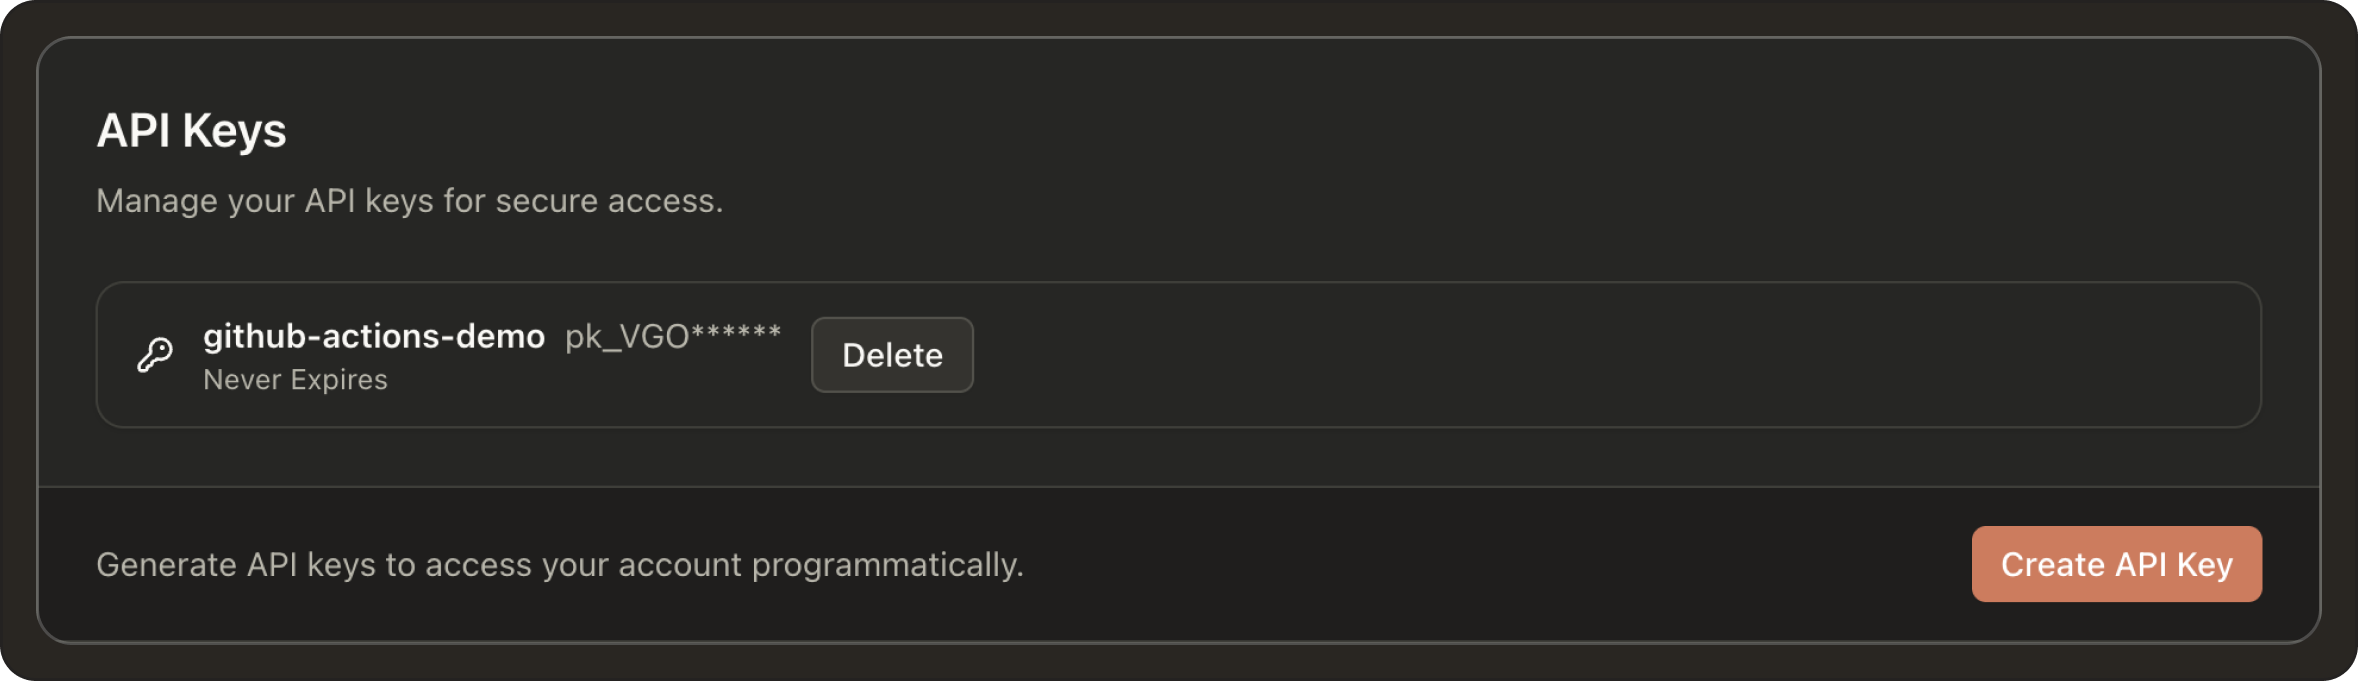 API Keys
Manage your API keys for secure access.
github-actions-demo pk_VGO******
Never Expires
Delete
Generate API keys to access your account programmatically.
Create API Key